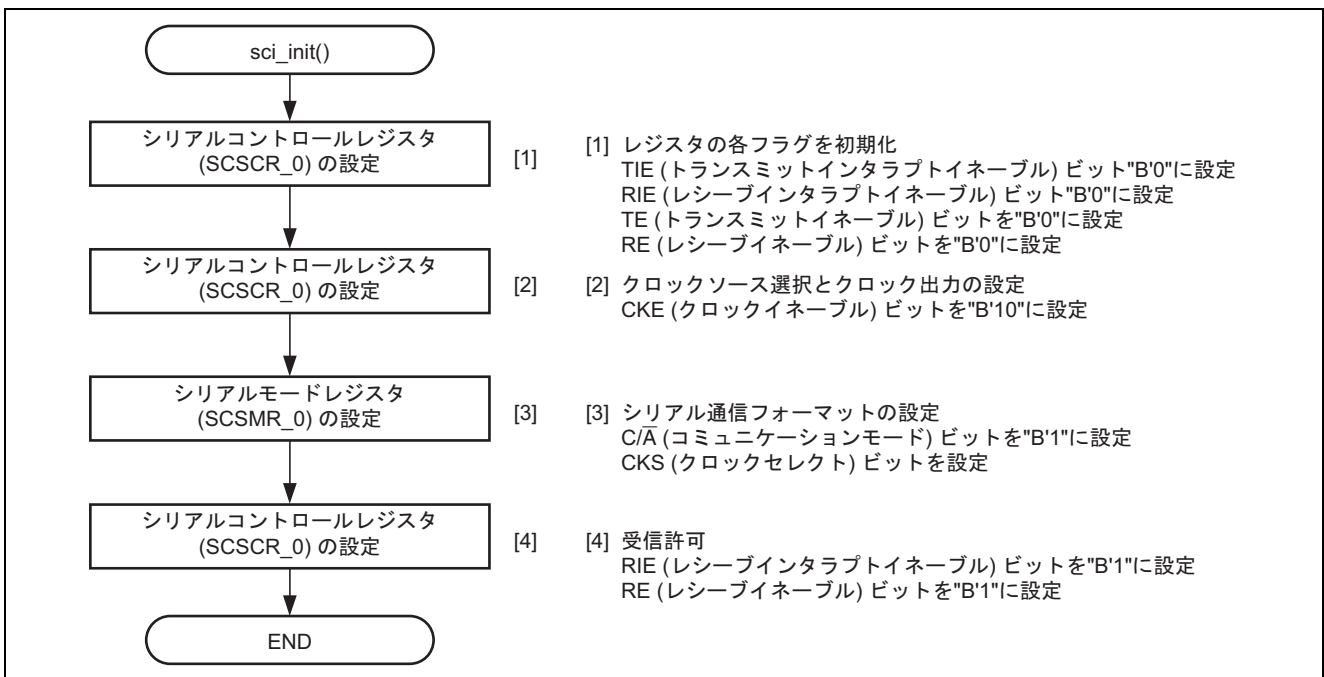 sci_init()
シリアルコントロールレジスタ
(SCSCR_0) の設定
[1]
[1] レジスタの各フラグを初期化
TIE (トランスミットインタラプトイネーブル) ビット"B'0"に設定
RIE (レシーブインタラプトイネーブル) ビット"B'0"に設定
TE (トランスミットイネーブル) ビットを"B'0"に設定
RE (レシーブイネーブル) ビットを"B'0"に設定
シリアルコントロールレジスタ
(SCSCR_0) の設定
[2]
[2] クロックソース選択とクロック出力の設定
CKE (クロックイネーブル) ビットを"B'10"に設定
シリアルモードレジスタ
(SCSMR_0) の設定
[3]
[3] シリアル通信フォーマットの設定
C/A̅ (コミュニケーションモード) ビットを"B'1"に設定
CKS (クロックセレクト) ビットを設定
シリアルコントロールレジスタ
(SCSCR_0) の設定
[4]
[4] 受信許可
RIE (レシーブインタラプトイネーブル) ビットを"B'1"に設定
RE (レシーブイネーブル) ビットを"B'1"に設定
END